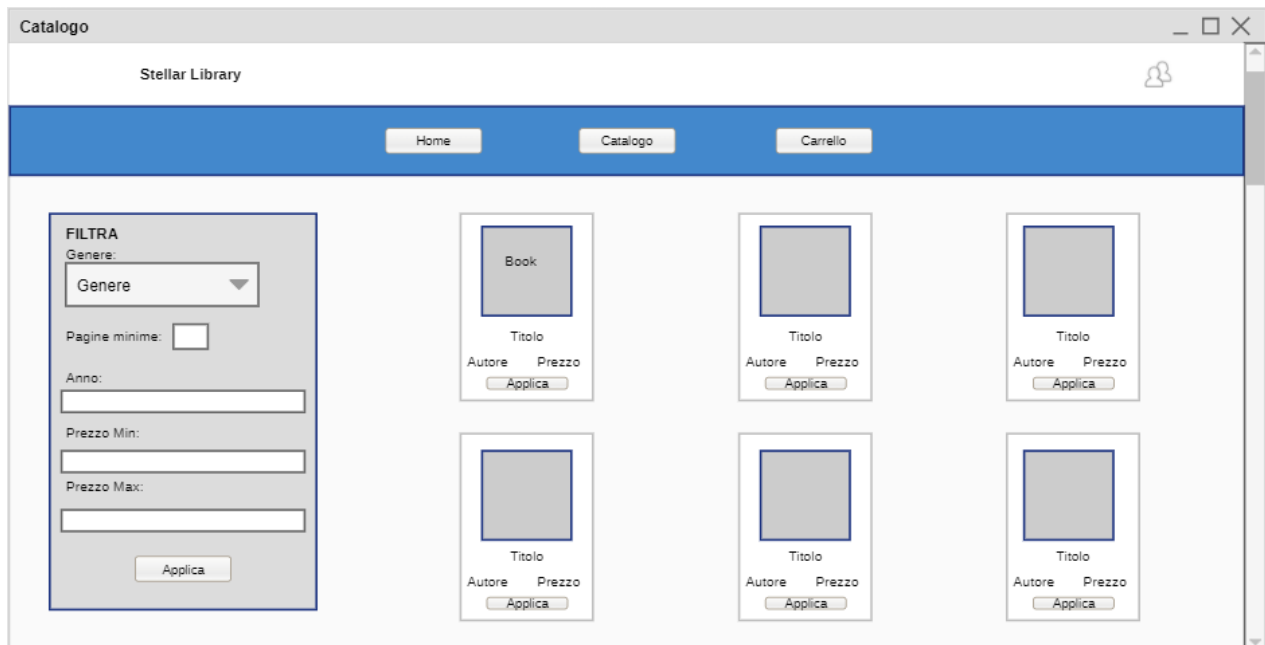 Catalogo
Stellar Library
Home Catalogo Carrello
FILTRA
Genere:
Genere
Pagine minime:
Anno:
Prezzo Min:
Prezzo Max:
Applica
Book
Titolo
Autore Prezzo
Applica
Titolo
Autore Prezzo
Applica
Titolo
Autore Prezzo
Applica
Titolo
Autore Prezzo
Applica
Titolo
Autore Prezzo
Applica
Titolo
Autore Prezzo
Applica